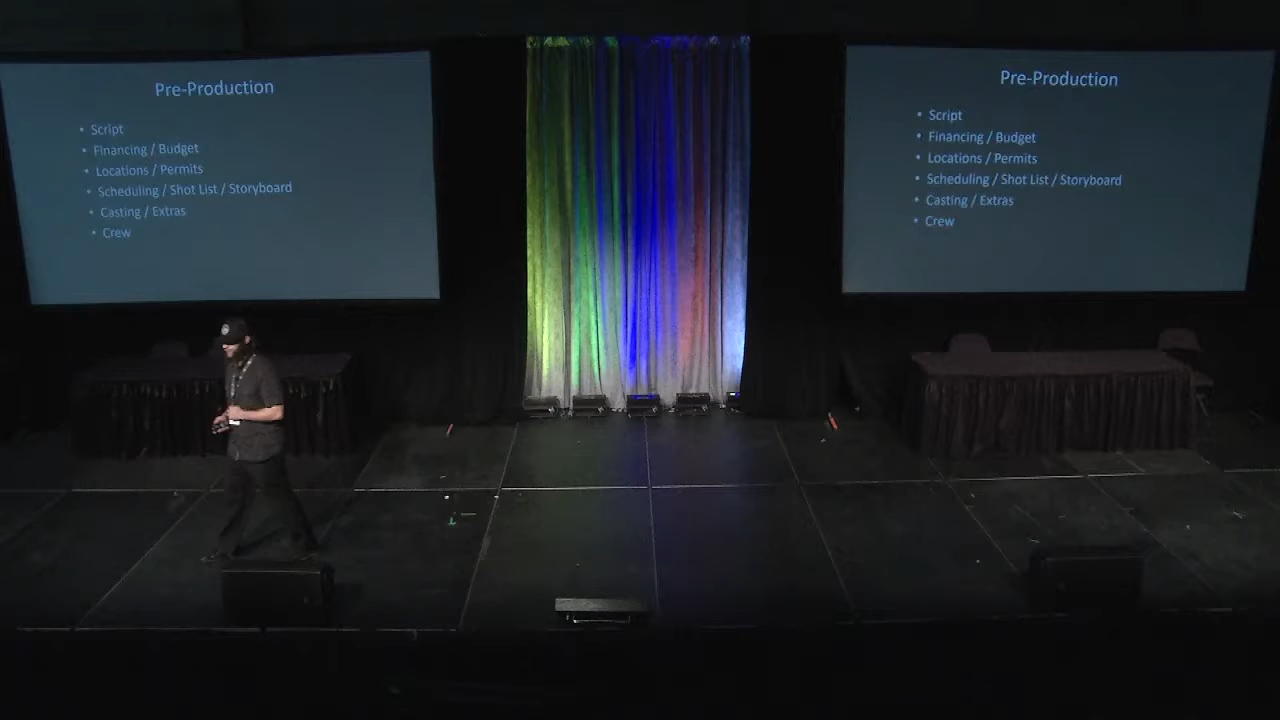 Pre-Production
• Script
• Financing / Budget
• Locations / Permits
• Scheduling / Shot List / Storyboard
• Casting / Extras
• Crew
Pre-Production
• Script
• Financing / Budget
• Locations / Permits
• Scheduling / Shot List / Storyboard
• Casting / Extras
• Crew